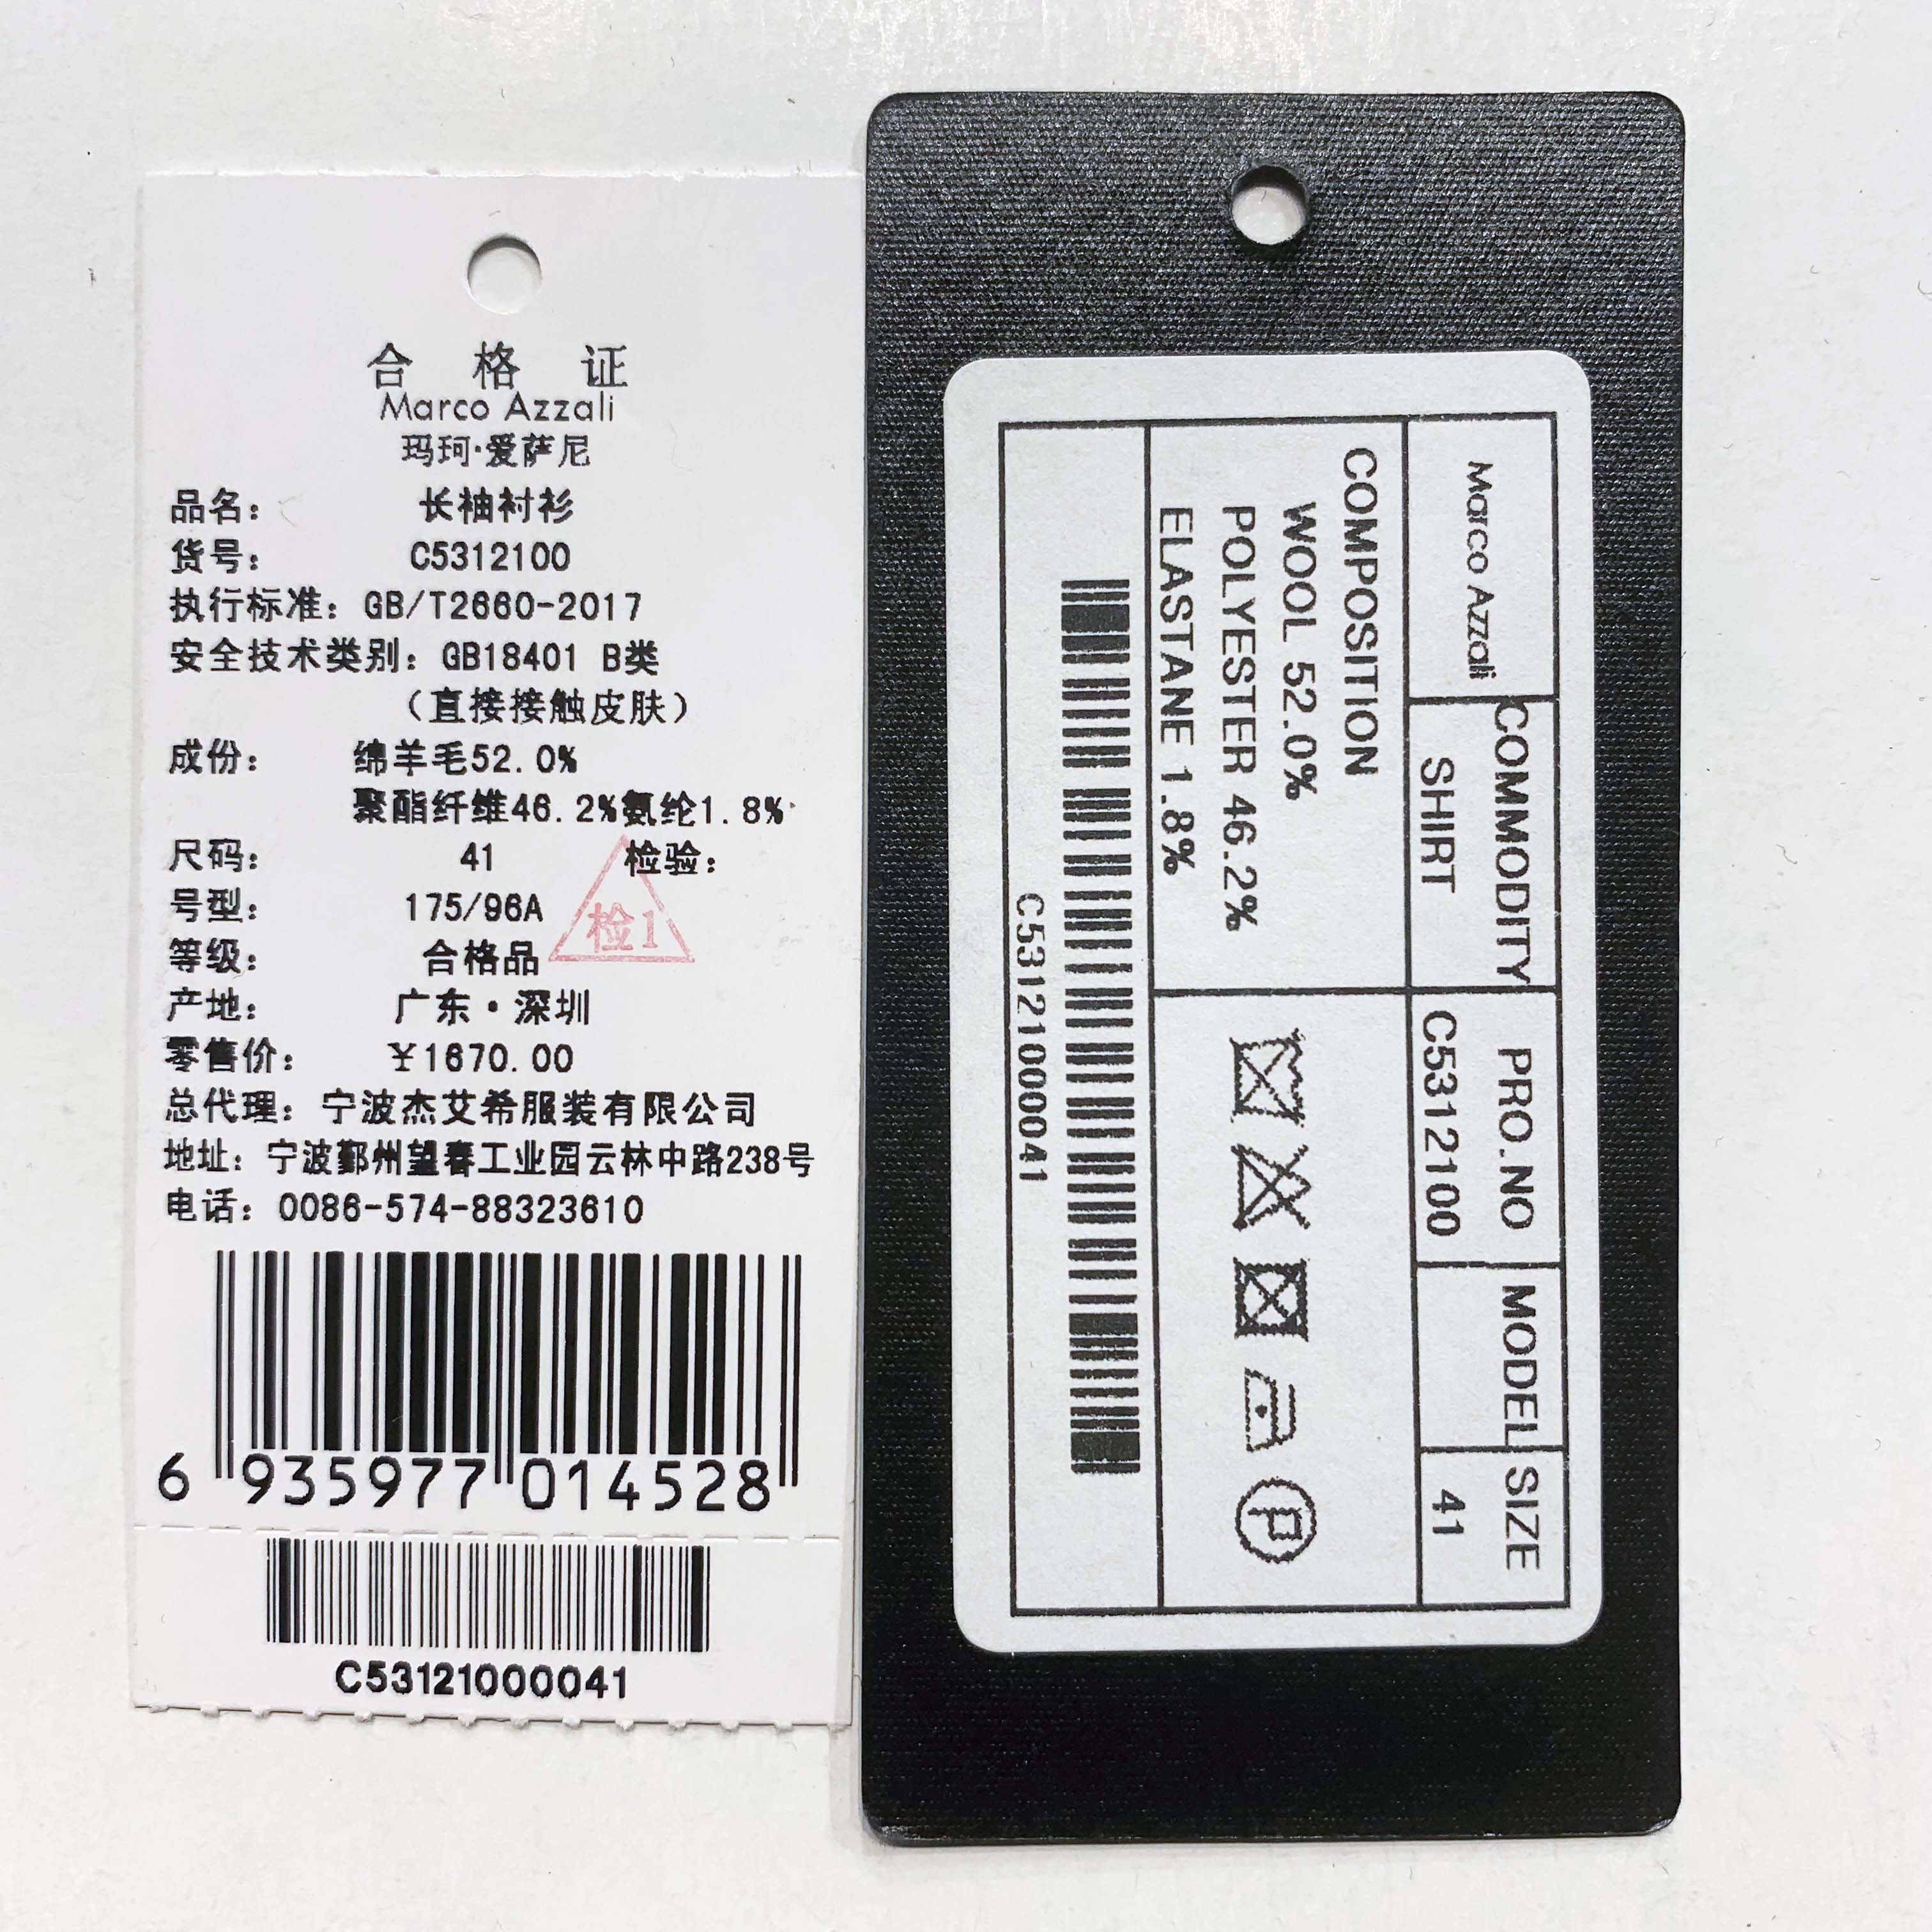 合 格 证
Marco Azzali
玛珂·爱萨尼
品名： 长袖衬衫
货号： C5312100
执行标准：GB/T2660-2017
安全技术类别：GB18401 B类
（直接接触皮肤）
成份： 绵羊毛52.0%
聚酯纤维46.2%氨纶1.8%
尺码： 41 检验：
号型： 175/96A
检1
等级： 合格品
产地： 广东·深圳
零售价： ￥1670.00
总代理：宁波杰艾希服装有限公司
地址：宁波鄞州望春工业园云林中路238号
电话：0086-574-88323610
6 935977 014528
C53121000041
Marco Azzali COMMODITY PRO.NO MODEL SIZE
SHIRT C5312100 41
COMPOSITION
WOOL 52.0%
POLYESTER 46.2%
ELASTANE 1.8%
P
C53121000041